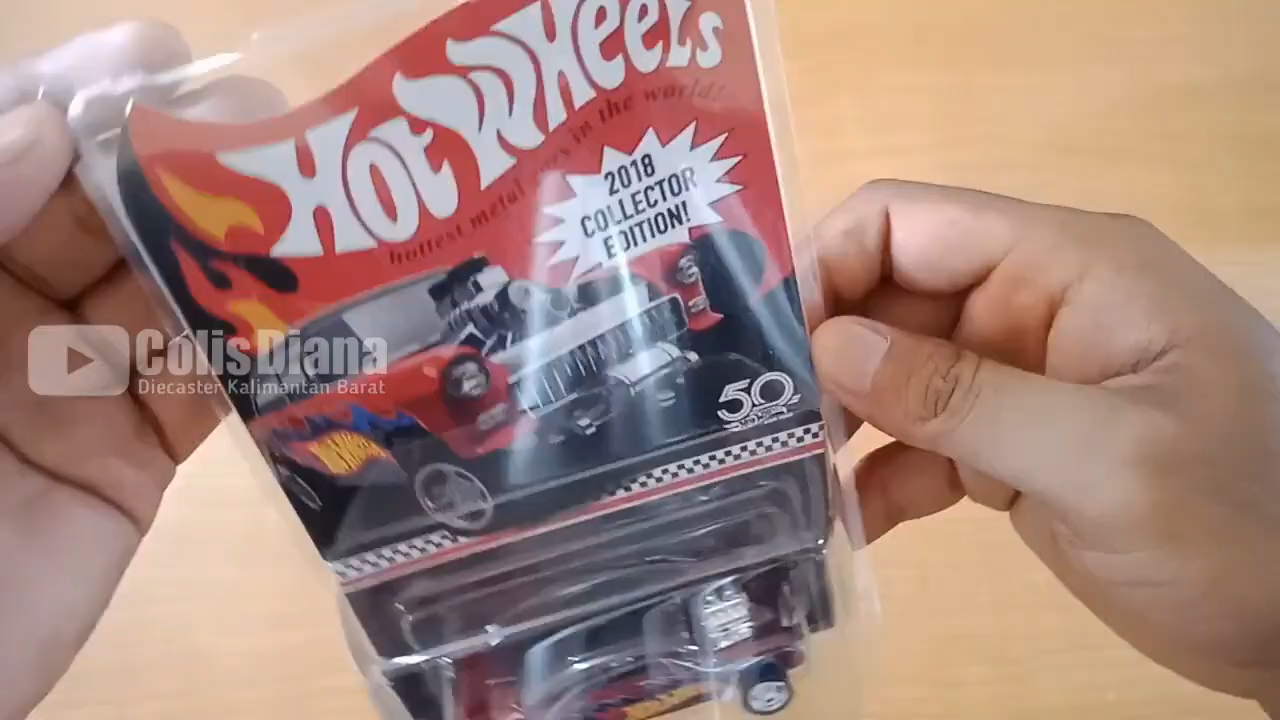 Hot Wheels
hottest metal cars in the world!
2018
COLLECTOR
EDITION!
ColisDiana
Diecaster Kalimantan Barat
50